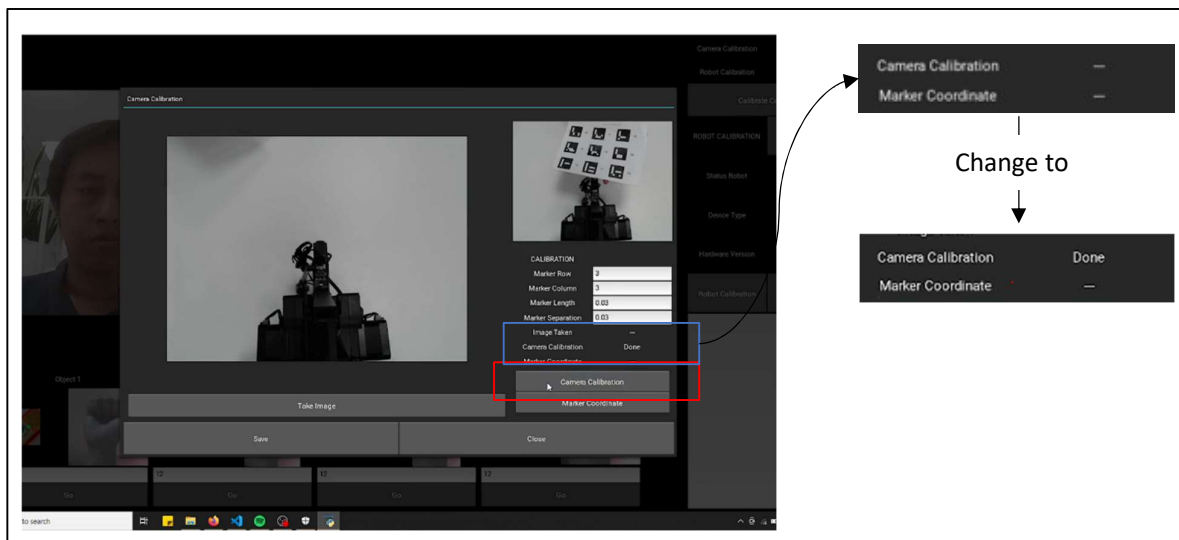 Camera Calibration
Robot Calibration
Camera Calibration
Calibrate
ROBOT CALIBRATION
Status Robot
Device Type
Hardware Version
Robot Calibration
CALIBRATION
Marker Row 3
Marker Column 3
Marker Length 0.03
Marker Separation 0.03
Image Taken —
Camera Calibration Done
Marker Coordinate
Camera Calibration
Marker Coordinate
Take Image
Save Close
Object 1
12 12 12
Go Go Go Go
to search
Camera Calibration —
Marker Coordinate —
Change to
Camera Calibration Done
Marker Coordinate —